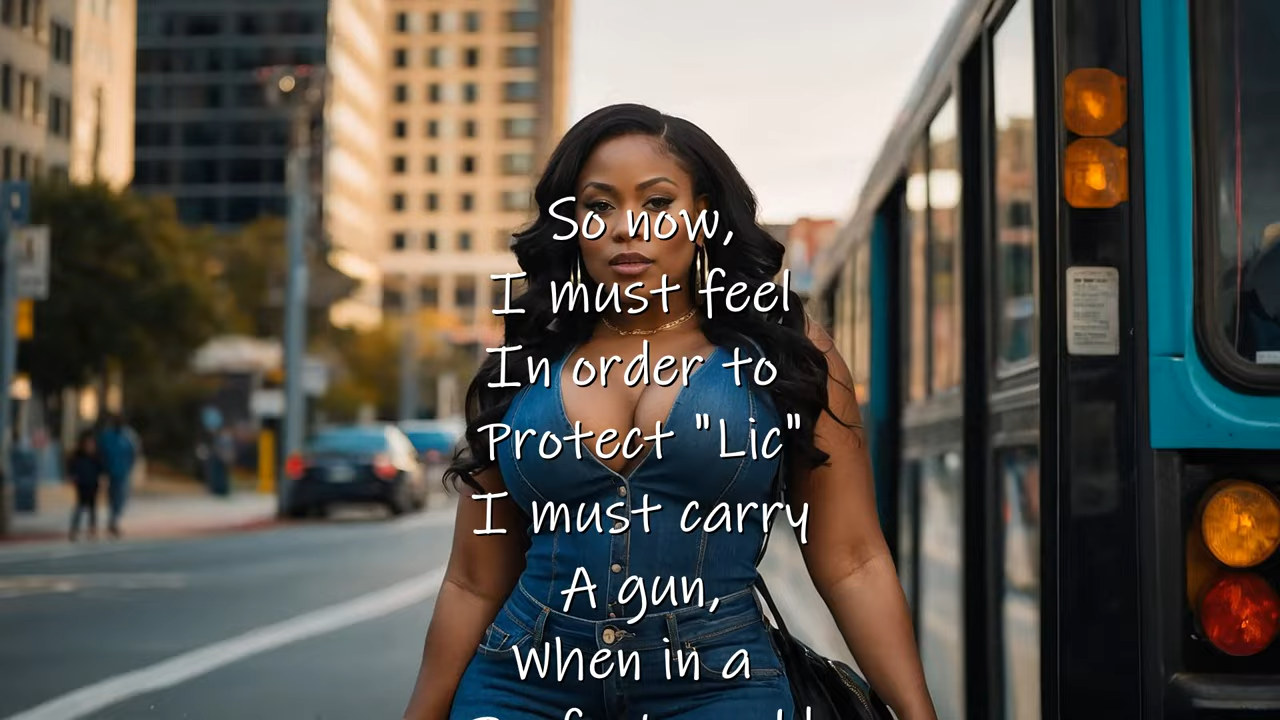 So now,
I must feel
In order to
Protect "Lic"
I must carry
A gun,
When in a